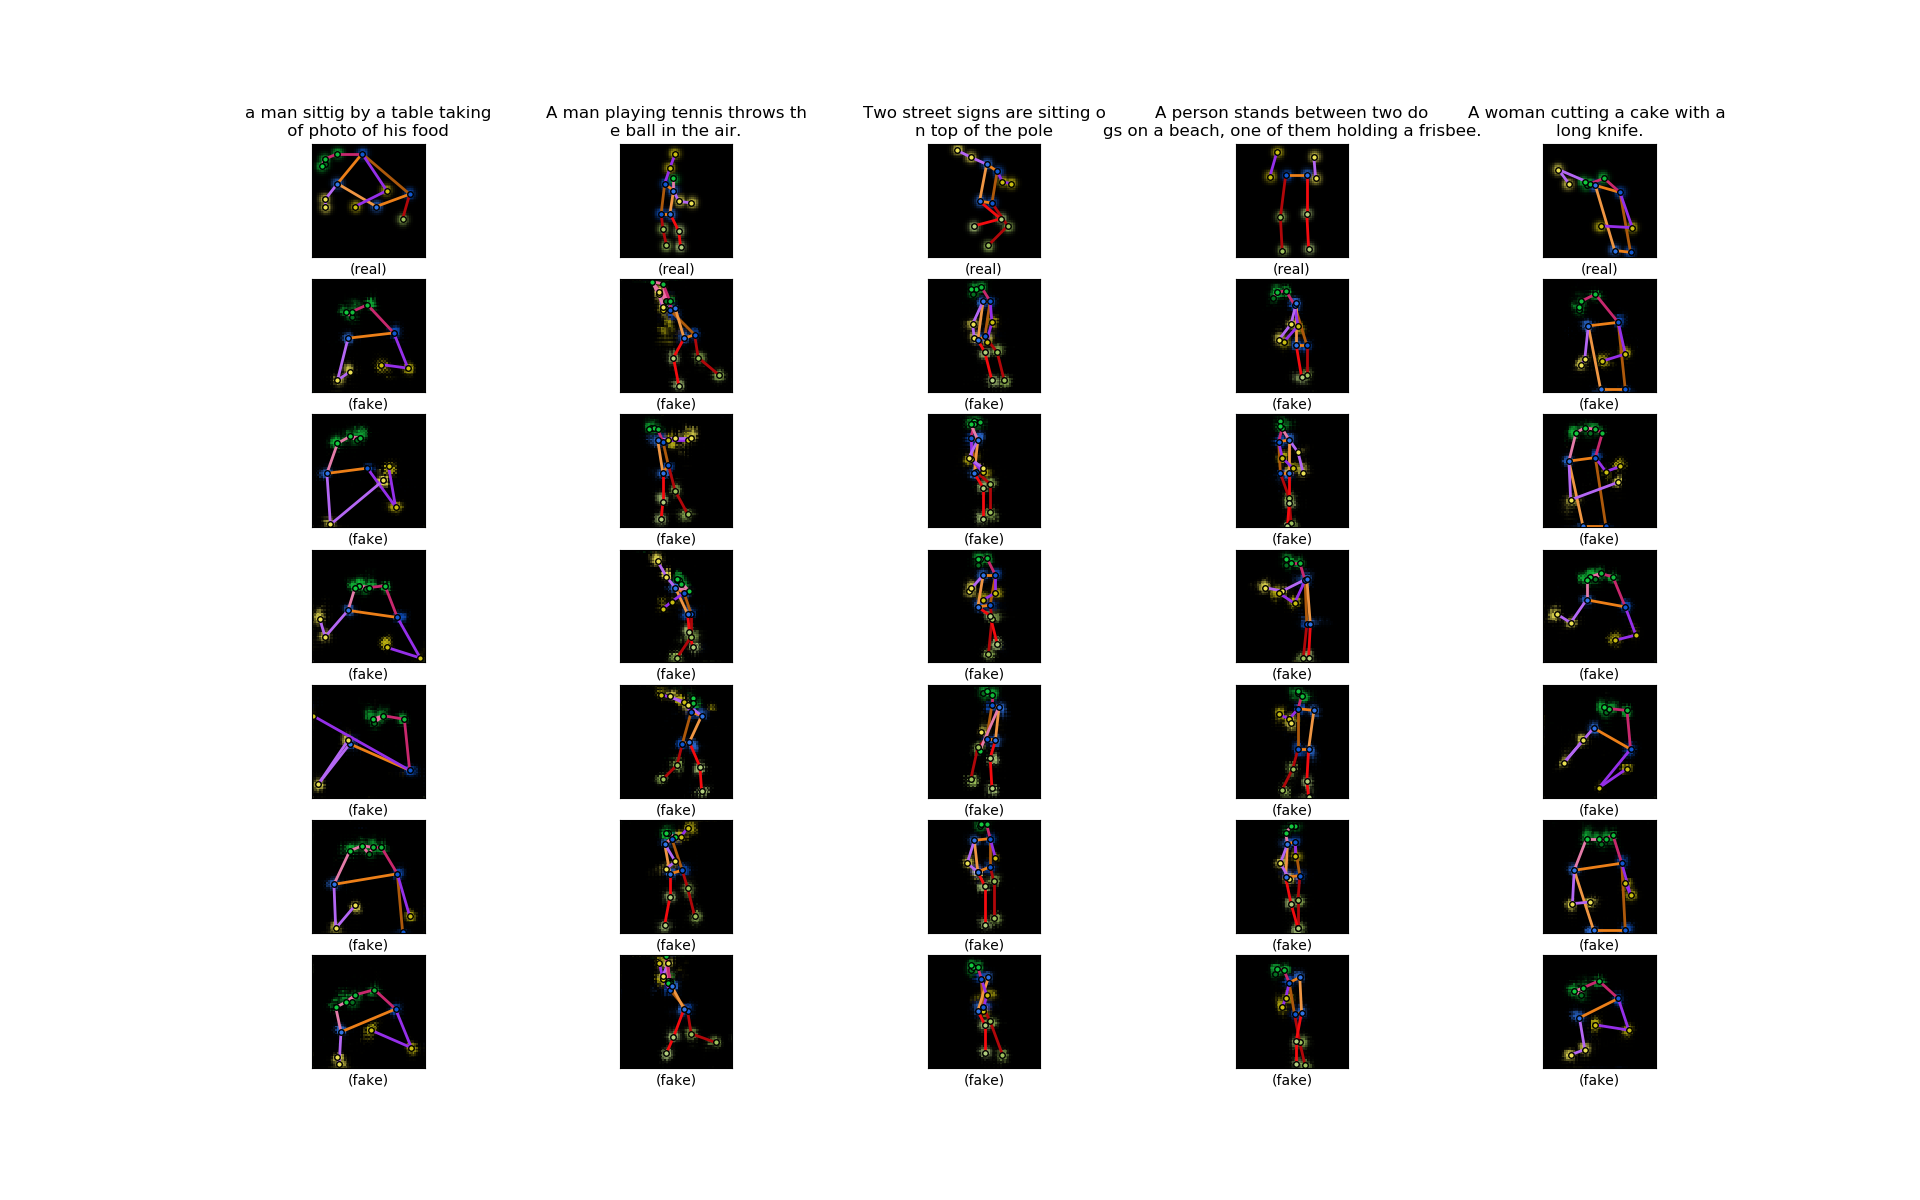 a man sittig by a table taking
of photo of his food
A man playing tennis throws th
e ball in the air.
Two street signs are sitting o
n top of the pole
A person stands between two do
gs on a beach, one of them holding a frisbee.
A woman cutting a cake with a
long knife.
(real) (real) (real) (real) (real)
(fake) (fake) (fake) (fake) (fake)
(fake) (fake) (fake) (fake) (fake)
(fake) (fake) (fake) (fake) (fake)
(fake) (fake) (fake) (fake) (fake)
(fake) (fake) (fake) (fake) (fake)
(fake) (fake) (fake) (fake) (fake)